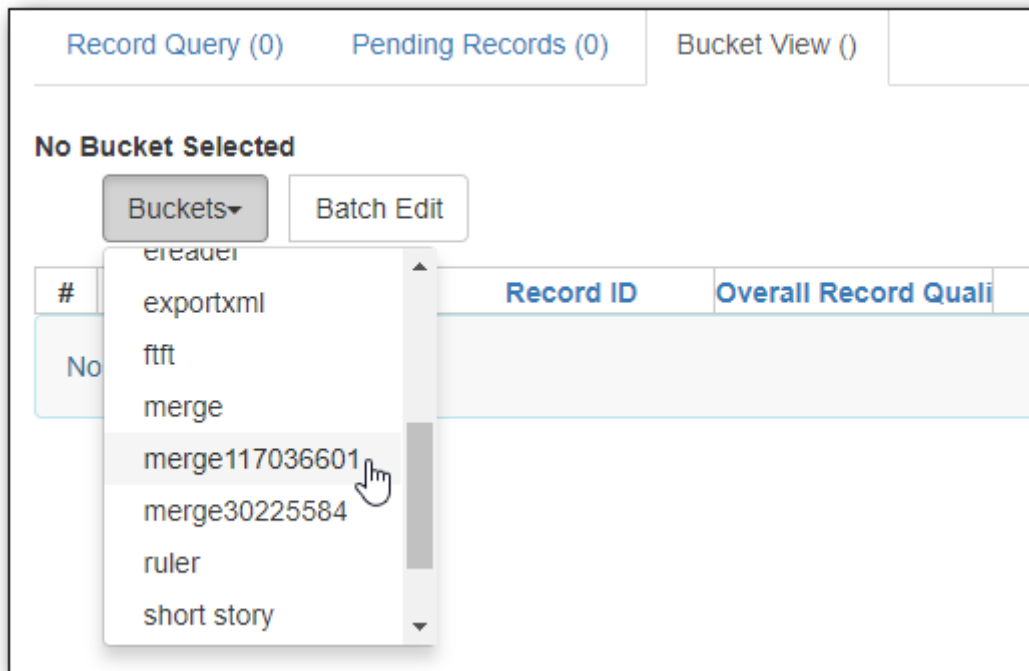 Record Query (0) Pending Records (0) Bucket View ()
No Bucket Selected
Buckets Batch Edit
ereader
# Record ID Overall Record Quali
exportxml
ftft
No
merge
merge117036601
merge30225584
ruler
short story